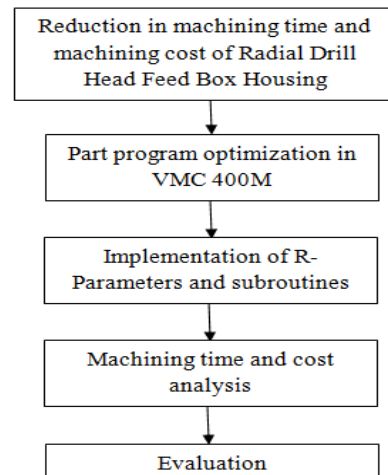 Reduction in machining time and
machining cost of Radial Drill
Head Feed Box Housing
Part program optimization in
VMC 400M
Implementation of R-
Parameters and subroutines
Machining time and cost
analysis
Evaluation